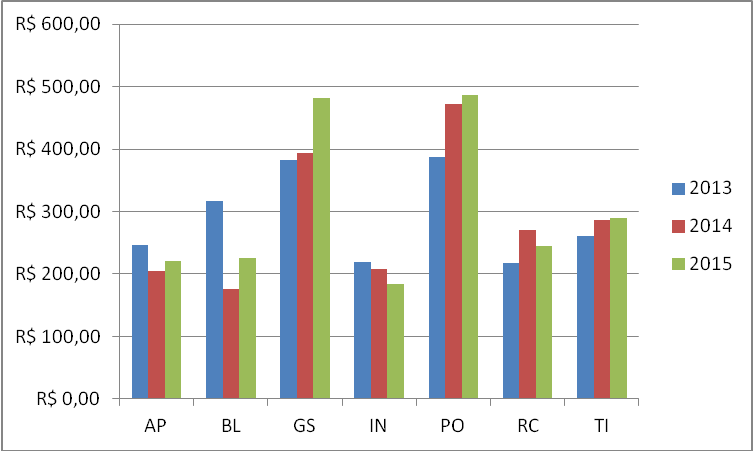 R$ 600,00
R$ 500,00
R$ 400,00
R$ 300,00
R$ 200,00
R$ 100,00
R$ 0,00
AP BL GS IN PO RC TI
2013
2014
2015